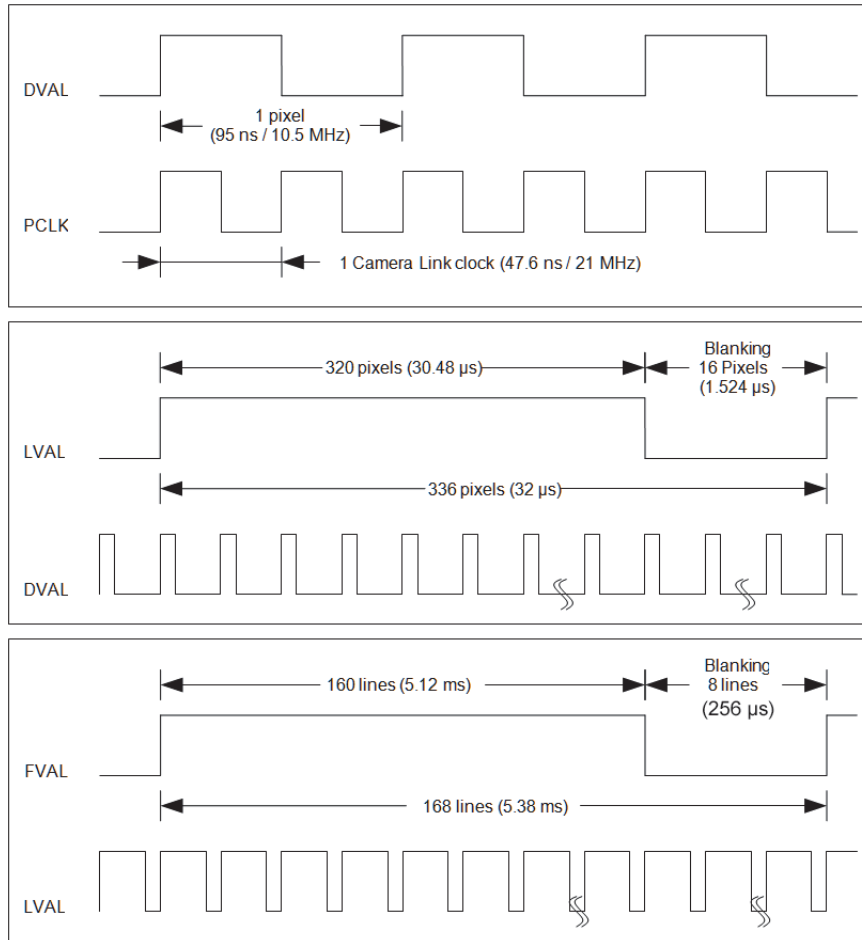 DVAL
1 pixel
(95 ns / 10.5 MHz)
PCLK
1 Camera Link clock (47.6 ns / 21 MHz)
320 pixels (30.48 µs)
Blanking
16 Pixels
(1.524 µs)
LVAL
336 pixels (32 µs)
DVAL
160 lines (5.12 ms)
Blanking
8 lines
(256 µs)
FVAL
168 lines (5.38 ms)
LVAL